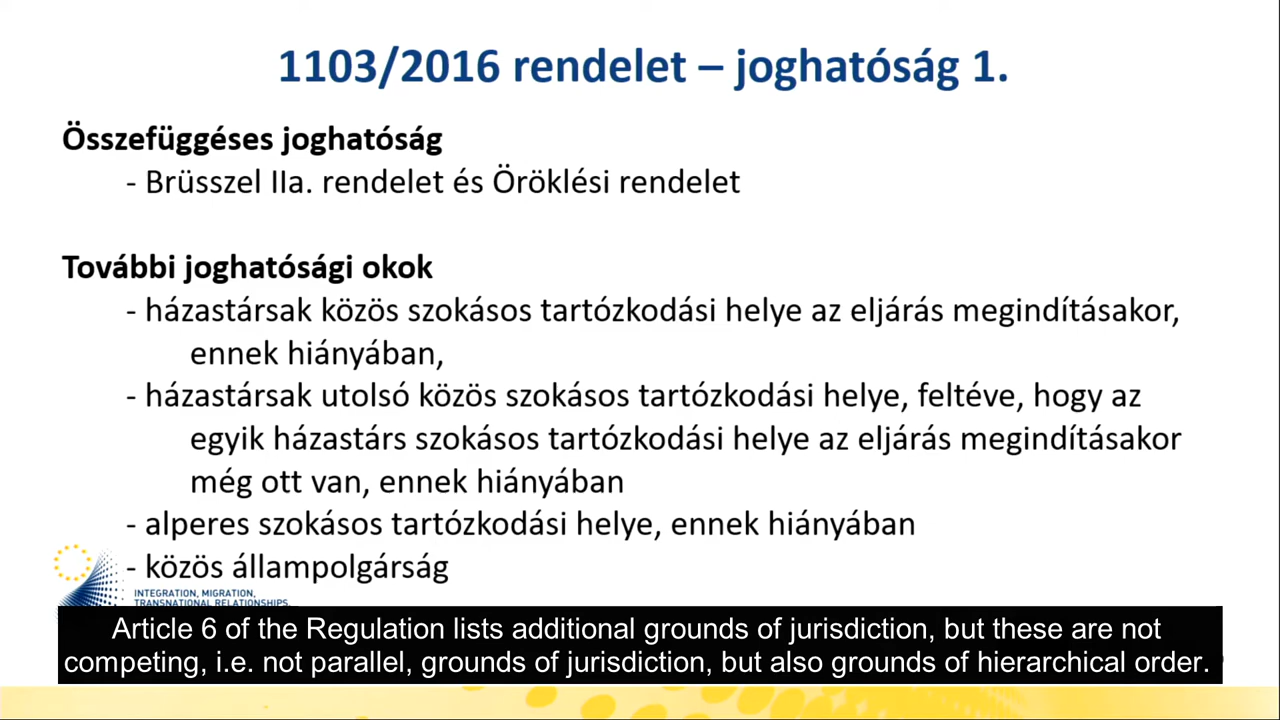 1103/2016 rendelet – joghatóság 1.
Összefüggéses joghatóság
- Brüsszel IIa. rendelet és Öröklési rendelet
További joghatósági okok
- házastársak közös szokásos tartózkodási helye az eljárás megindításakor,
ennek hiányában,
- házastársak utolsó közös szokásos tartózkodási helye, feltéve, hogy az
egyik házastárs szokásos tartózkodási helye az eljárás megindításakor
még ott van, ennek hiányában
- alperes szokásos tartózkodási helye, ennek hiányában
- közös állampolgárság
INTEGRATION, MIGRATION,
TRANSNATIONAL RELATIONSHIPS.
Article 6 of the Regulation lists additional grounds of jurisdiction, but these are not
competing, i.e. not parallel, grounds of jurisdiction, but also grounds of hierarchical order.